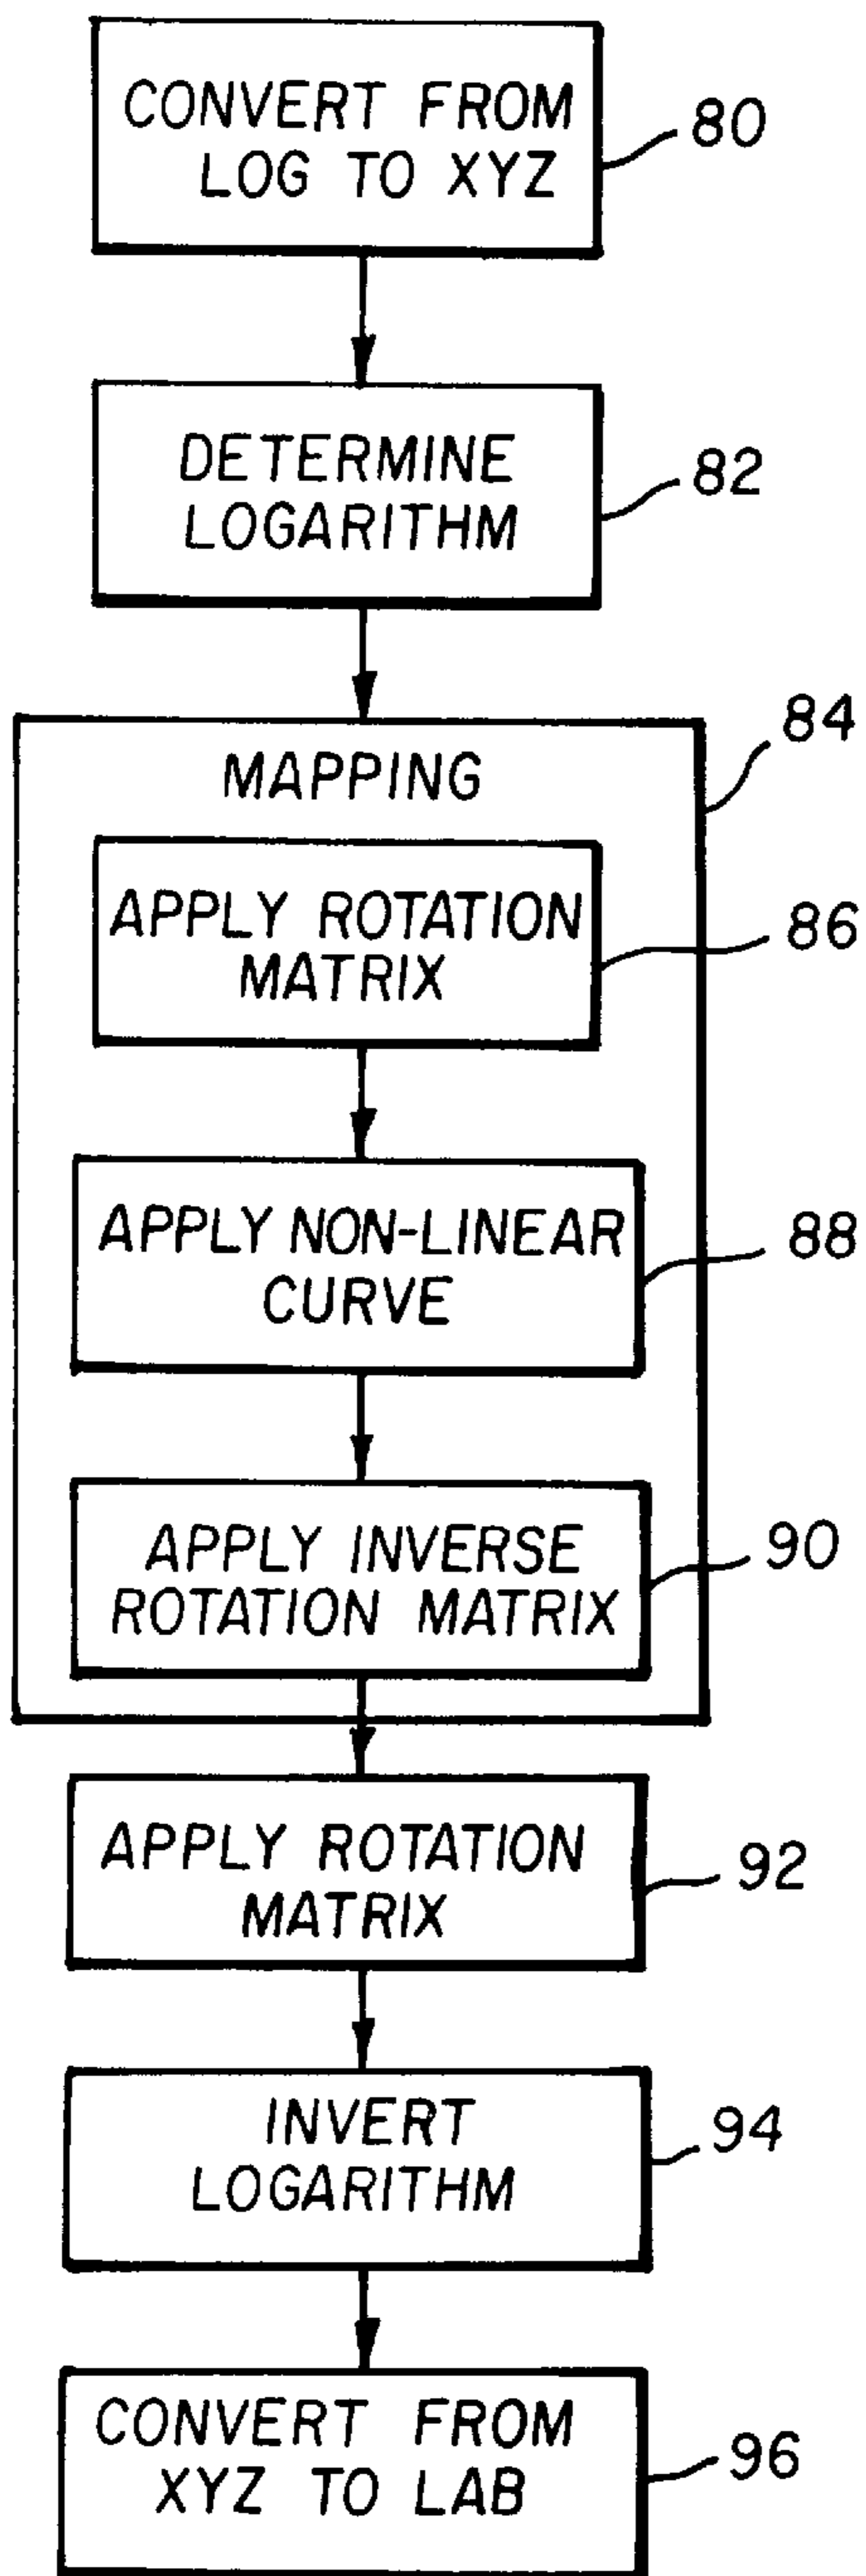 CONVERT FROM
LOG TO XYZ
80
DETERMINE
LOGARITHM
82
84
MAPPING
APPLY ROTATION
MATRIX
86
APPLY NON-LINEAR
CURVE
88
APPLY INVERSE
ROTATION MATRIX
90
APPLY ROTATION
MATRIX
92
INVERT
LOGARITHM
94
CONVERT FROM
XYZ TO LAB
96